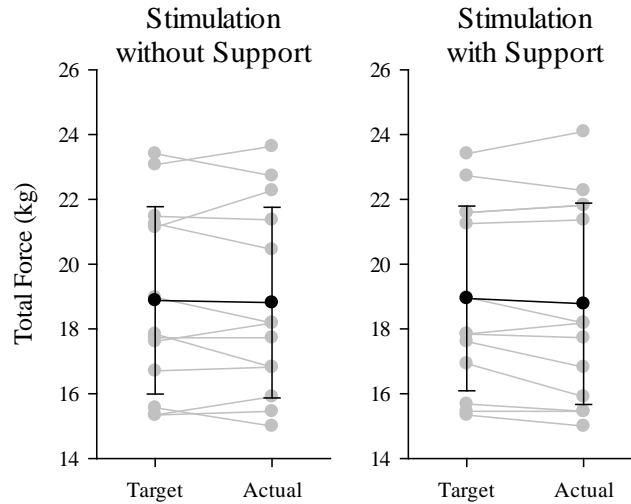 Stimulation
without Support
Stimulation
with Support
Total Force (kg)
26
24
22
20
18
16
14
26
24
22
20
18
16
14
Target
Actual
Target
Actual